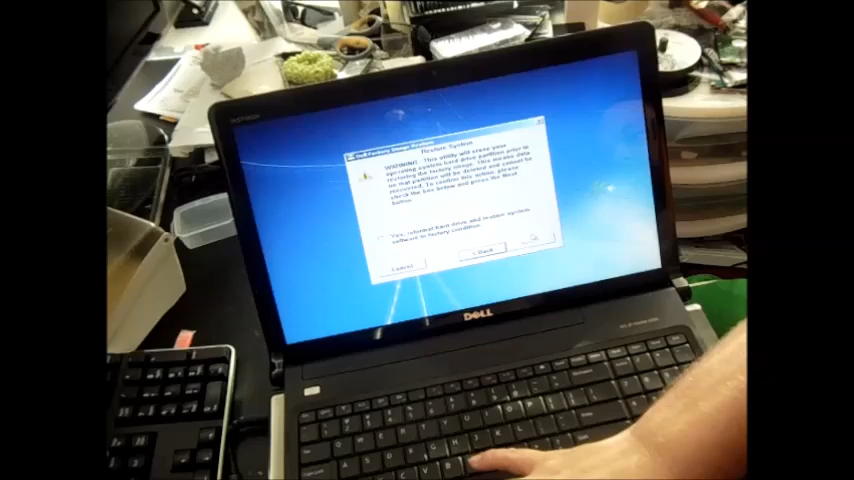 Dell Factory Image Restore
Restore System
WARNING! This utility will erase your
operating system hard drive partition prior to
restoring the factory image. This means data
on that partition will be deleted and cannot be
recovered. To confirm this action, please
check the box below and press the Next
button.
Yes, reformat hard drive and restore system
software to factory condition.
Cancel
< Back
DELL